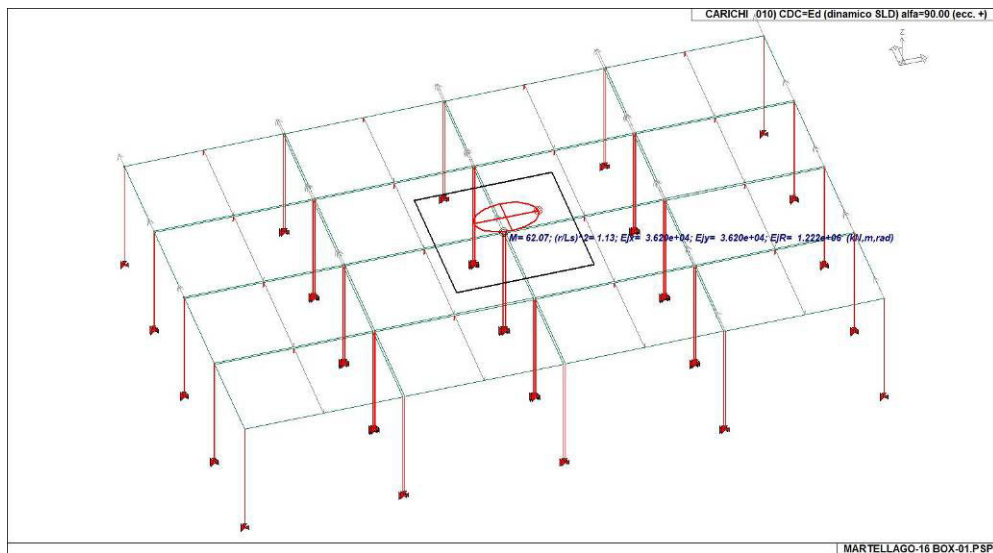 CARICHI 010) CDC=Ed (dinamico SLD) alfa=90.00 (ecc. +)
Z
M= 62.07; (r/Ls)^2= 1.13; Ejx= 3.620e+04; Ejy= 3.620e+04; EjR= 1.222e+06 (kN,m,rad)
MARTELLAGO-16 BOX-01.PSP